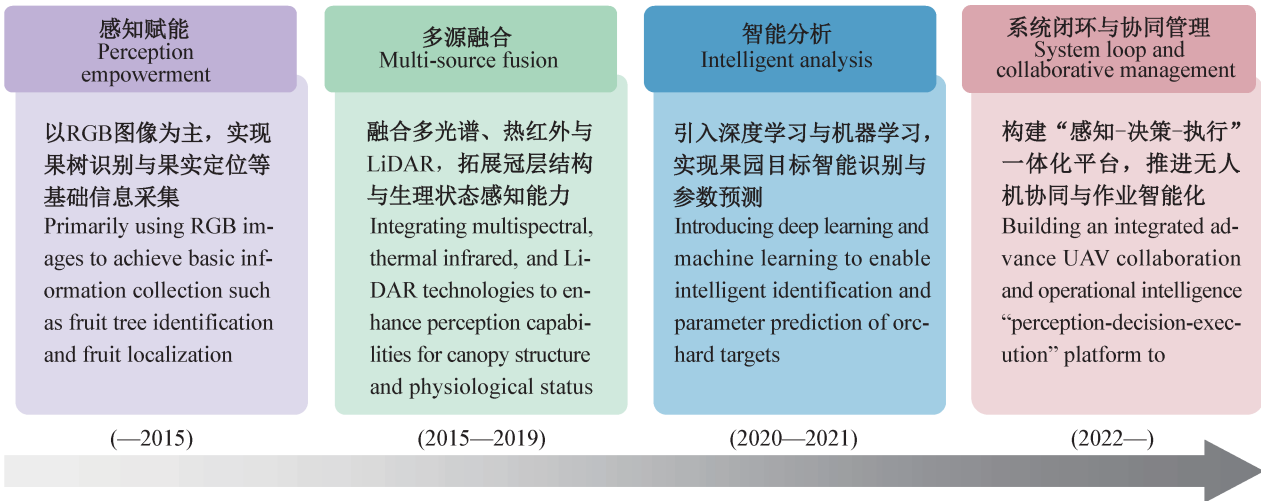 感知赋能
Perception
empowerment
以RGB图像为主，实现
果树识别与果实定位等
基础信息采集
Primarily using RGB im-
ages to achieve basic inf-
ormation collection such
as fruit tree identification
and fruit localization
(—2015)
多源融合
Multi-source fusion
融合多光谱、热红外与
LiDAR，拓展冠层结构
与生理状态感知能力
Integrating multispectral,
thermal infrared, and Li-
DAR technologies to en-
hance perception capabi-
lities for canopy structure
and physiological status
(2015—2019)
智能分析
Intelligent analysis
引入深度学习与机器学习，
实现果园目标智能识别与
参数预测
Introducing deep learning and
machine learning to enable
intelligent identification and
parameter prediction of orc-
hard targets
(2020—2021)
系统闭环与协同管理
System loop and
collaborative management
构建“感知-决策-执行”
一体化平台，推进无人
机协同与作业智能化
Building an integrated ad-
vance UAV collaboration
and operational intelligence
“perception-decision-exec-
ution” platform to
(2022—)